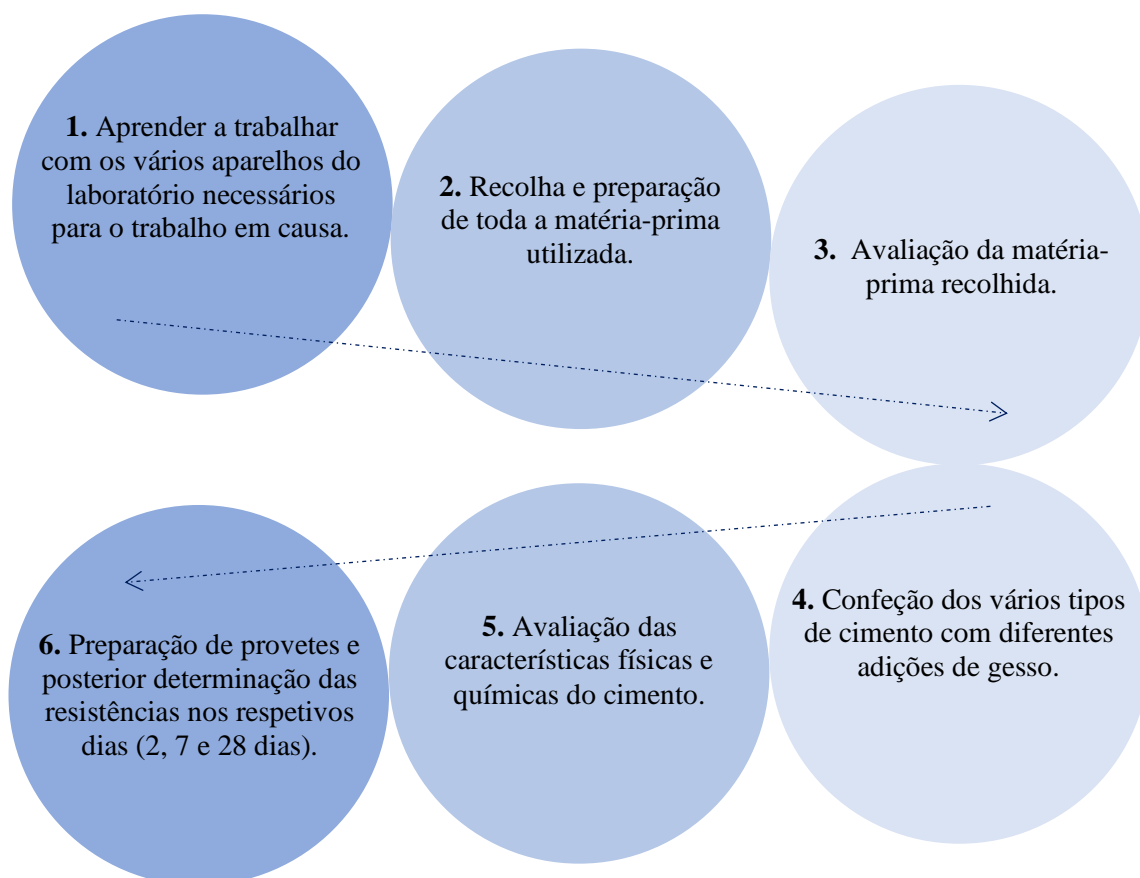 1. Aprender a trabalhar
com os vários aparelhos do
laboratório necessários
para o trabalho em causa.
2. Recolha e preparação
de toda a matéria-prima
utilizada.
3. Avaliação da matéria-
prima recolhida.
4. Confeção dos vários tipos
de cimento com diferentes
adições de gesso.
5. Avaliação das
características físicas e
químicas do cimento.
6. Preparação de provetes e
posterior determinação das
resistências nos respetivos
dias (2, 7 e 28 dias).